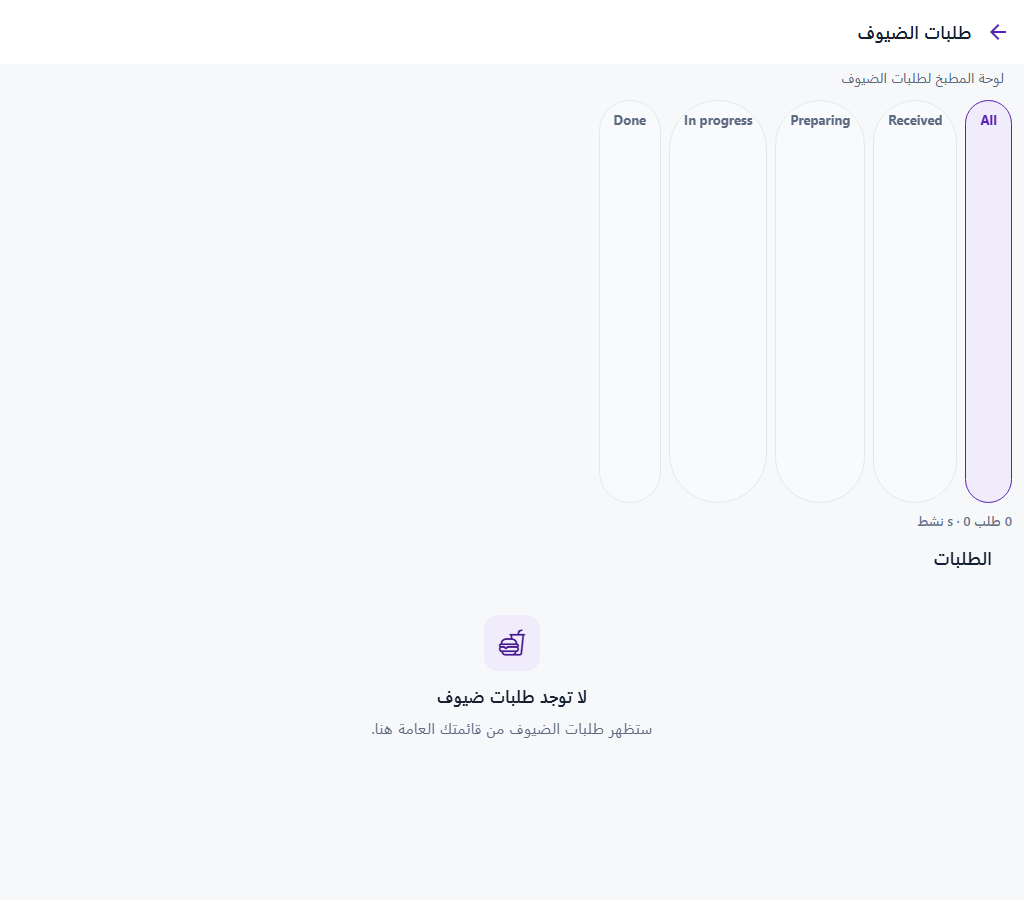 طلبات الضيوف
لوحة المطبخ لطلبات الضيوف
All
Received
Preparing
In progress
Done
0 طلب s · 0 نشط
الطلبات
لا توجد طلبات ضيوف
ستظهر طلبات الضيوف من قائمتك العامة هنا.